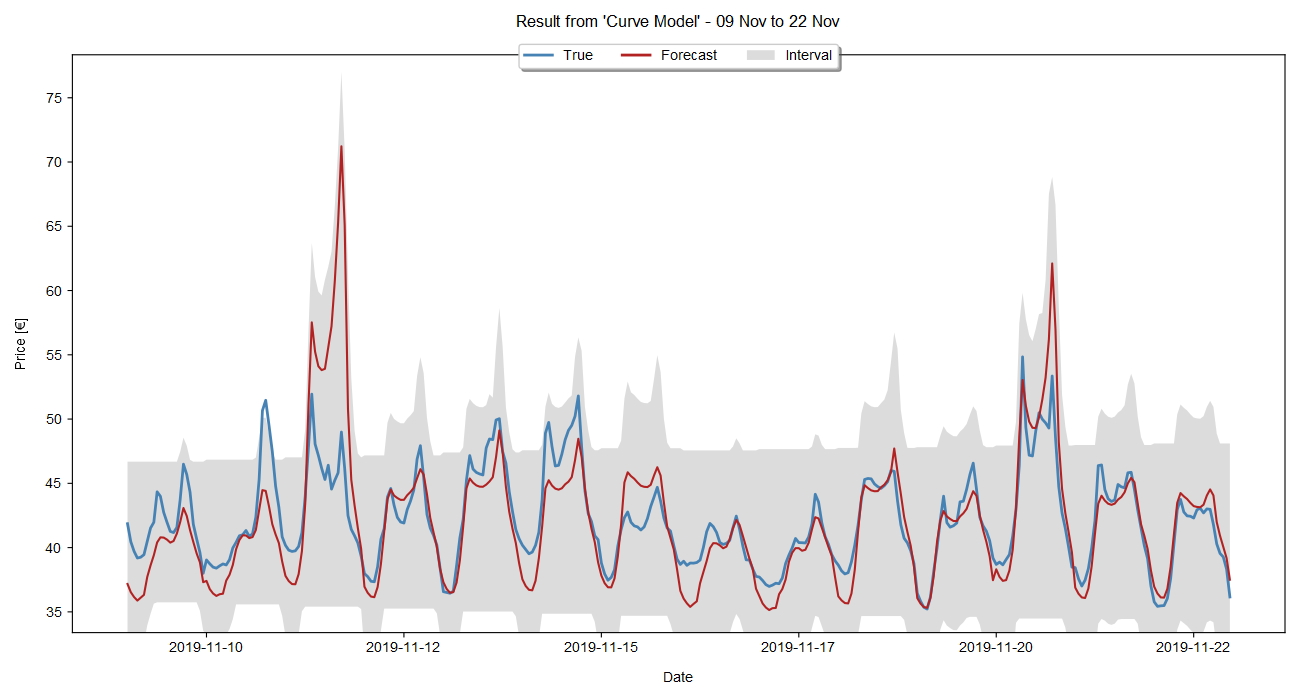 Result from 'Curve Model' - 09 Nov to 22 Nov
True Forecast Interval
75
70
65
60
55
50
45
40
35
Price [€]
2019-11-10 2019-11-12 2019-11-15 2019-11-17 2019-11-20 2019-11-22
Date